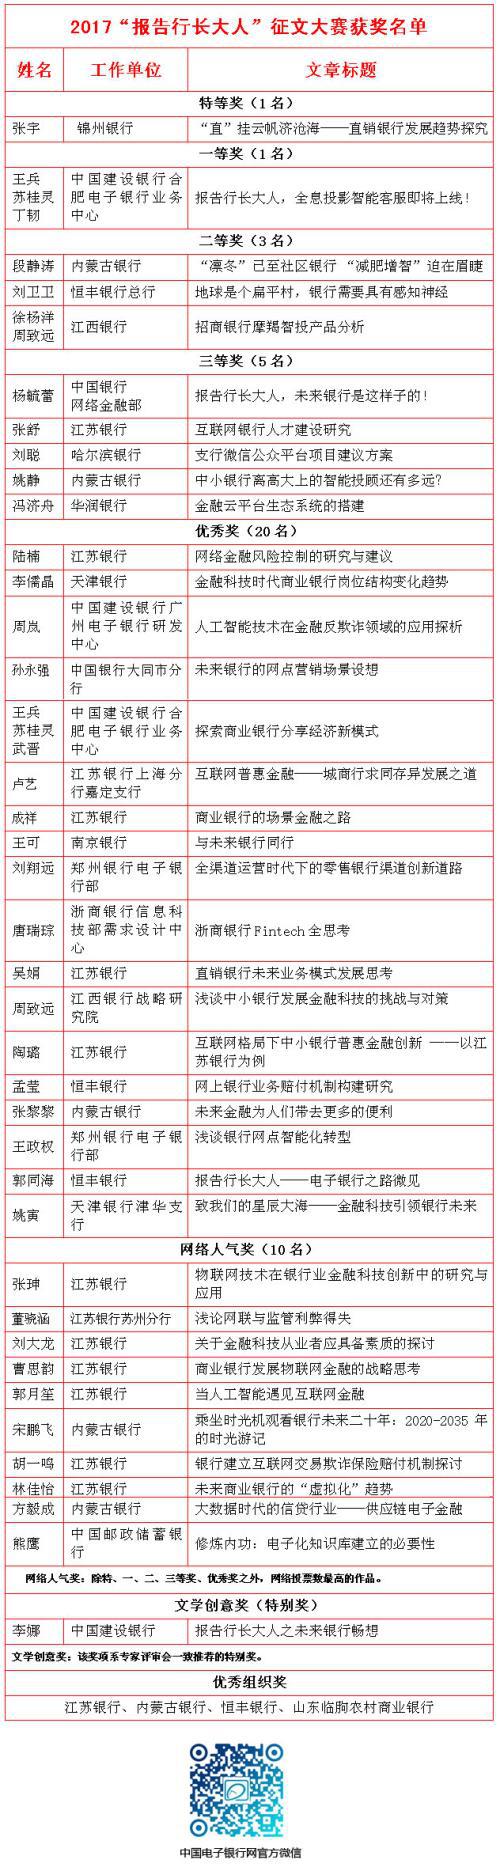 2017“报告行长大人”征文大赛获奖名单
姓名 工作单位 文章标题
特等奖（1名）
张宇 锦州银行 “直”挂云帆济沧海——直销银行发展趋势探究
一等奖（1名）
王兵
苏桂灵
丁韧
中国建设银行合
肥电子银行业务
中心
报告行长大人，全息投影智能客服即将上线！
二等奖（3名）
段静涛 内蒙古银行 “凛冬”已至社区银行 “减肥增智”迫在眉睫
刘卫卫 恒丰银行总行 地球是个扁平村，银行需要具有感知神经
徐杨洋
周致远
江西银行 招商银行摩羯智投产品分析
三等奖（5名）
杨毓蕾
中国银行
网络金融部
报告行长大人，未来银行是这样子的！
张舒 江苏银行 互联网银行人才建设研究
刘聪 哈尔滨银行 支行微信公众平台项目建议方案
姚静 内蒙古银行 中小银行离高大上的智能投顾还有多远？
冯济舟 华润银行 金融云平台生态系统的搭建
优秀奖（20名）
陆楠 江苏银行 网络金融风险控制的研究与建议
李儒晶 天津银行 金融科技时代商业银行岗位结构变化趋势
周岚
中国建设银行广
州电子银行研发
中心
人工智能技术在金融反欺诈领域的应用探析
孙永强
中国银行大同市分
行
未来银行的网点营销场景设想
王兵
苏桂灵
武晋
中国建设银行合
肥电子银行业务
中心
探索商业银行分享经济新模式
卢艺
江苏银行上海分
行嘉定支行
互联网普惠金融——城商行求同存异发展之道
成祥 江苏银行 商业银行的场景金融之路
王可 南京银行 与未来银行同行
刘翔远
郑州银行电子银
行部
全渠道运营时代下的零售银行渠道创新道路
唐瑞琮
浙商银行信息科
技部需求设计中
心
浙商银行Fintech全思考
吴娟 江苏银行 直销银行未来业务模式发展思考
周致远
江西银行战略研
究院
浅谈中小银行发展金融科技的挑战与对策
陶璐 江苏银行
互联网格局下中小银行普惠金融创新 ——以江
苏银行为例
孟莹 恒丰银行 网上银行业务赔付机制构建研究
张黎黎 内蒙古银行 未来金融为人们带去更多的便利
王政权
郑州银行电子银
行部
浅谈银行网点智能化转型
郭同海 恒丰银行 报告行长大人——电子银行之路微见
姚寅
天津银行津华支
行
致我们的星辰大海——金融科技引领银行未来
网络人气奖（10名）
张珅 江苏银行
物联网技术在银行业金融科技创新中的研究与
应用
董骁涵 江苏银行苏州分行 浅论网联与监管利弊得失
刘大龙 江苏银行 关于金融科技从业者应具备素质的探讨
曹思韵 江苏银行 商业银行发展物联网金融的战略思考
郭月笙 江苏银行 当人工智能遇见互联网金融
宋鹏飞 内蒙古银行
乘坐时光机观看银行未来二十年：2020-2035 年
的时光游记
胡一鸣 江苏银行 银行建立互联网交易欺诈保险赔付机制探讨
林佳怡 江苏银行 未来商业银行的“虚拟化”趋势
方毅成 内蒙古银行 大数据时代的信贷行业——供应链电子金融
熊鹰
中国邮政储蓄银
行
修炼内功：电子化知识库建立的必要性
网络人气奖：除特、一、二、三等奖、优秀奖之外，网络投票数最高的作品。
文学创意奖（特别奖）
李娜 中国建设银行 报告行长大人之未来银行畅想
文学创意奖：该奖项系专家评审会一致推荐的特别奖。
优秀组织奖
江苏银行、内蒙古银行、恒丰银行、山东临朐农村商业银行
中国电子银行网官方微信